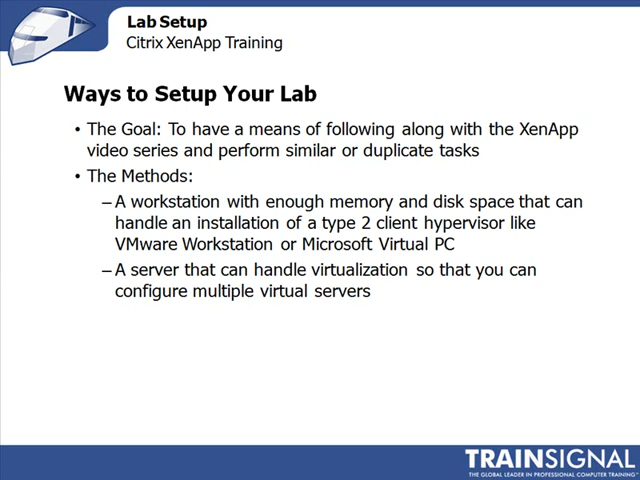 Lab Setup
Citrix XenApp Training
Ways to Setup Your Lab
• The Goal: To have a means of following along with the XenApp
video series and perform similar or duplicate tasks
• The Methods:
– A workstation with enough memory and disk space that can
handle an installation of a type 2 client hypervisor like
VMware Workstation or Microsoft Virtual PC
– A server that can handle virtualization so that you can
configure multiple virtual servers
TRAINSIGNAL
THE GLOBAL LEADER IN PROFESSIONAL COMPUTER TRAINING